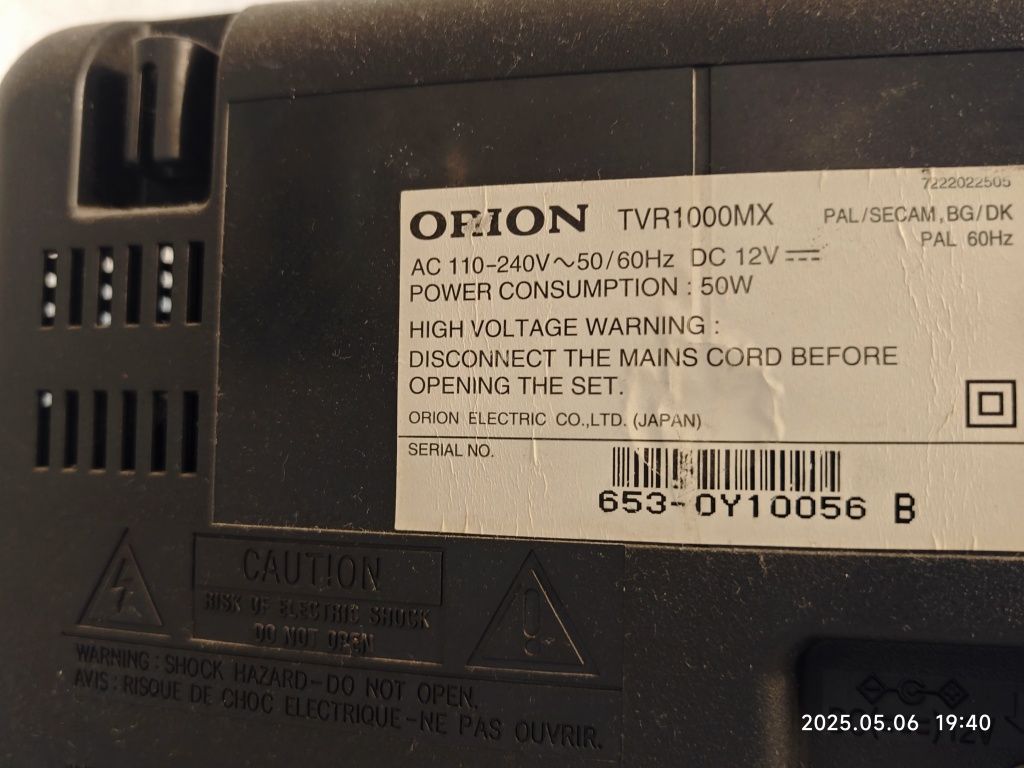 7222022505
ORION TVR1000MX PAL/SECAM,BG/DK
PAL 60Hz
AC 110-240V～50/60Hz DC 12V⎓
POWER CONSUMPTION : 50W
HIGH VOLTAGE WARNING :
DISCONNECT THE MAINS CORD BEFORE
OPENING THE SET.
ORION ELECTRIC CO.,LTD. (JAPAN)
SERIAL NO.
653-0Y10056 B
CAUTION
RISK OF ELECTRIC SHOCK
DO NOT OPEN
WARNING : SHOCK HAZARD-DO NOT OPEN.
AVIS : RISQUE DE CHOC ELECTRIQUE-NE PAS OUVRIR.
12V
2025.05.06 19:40